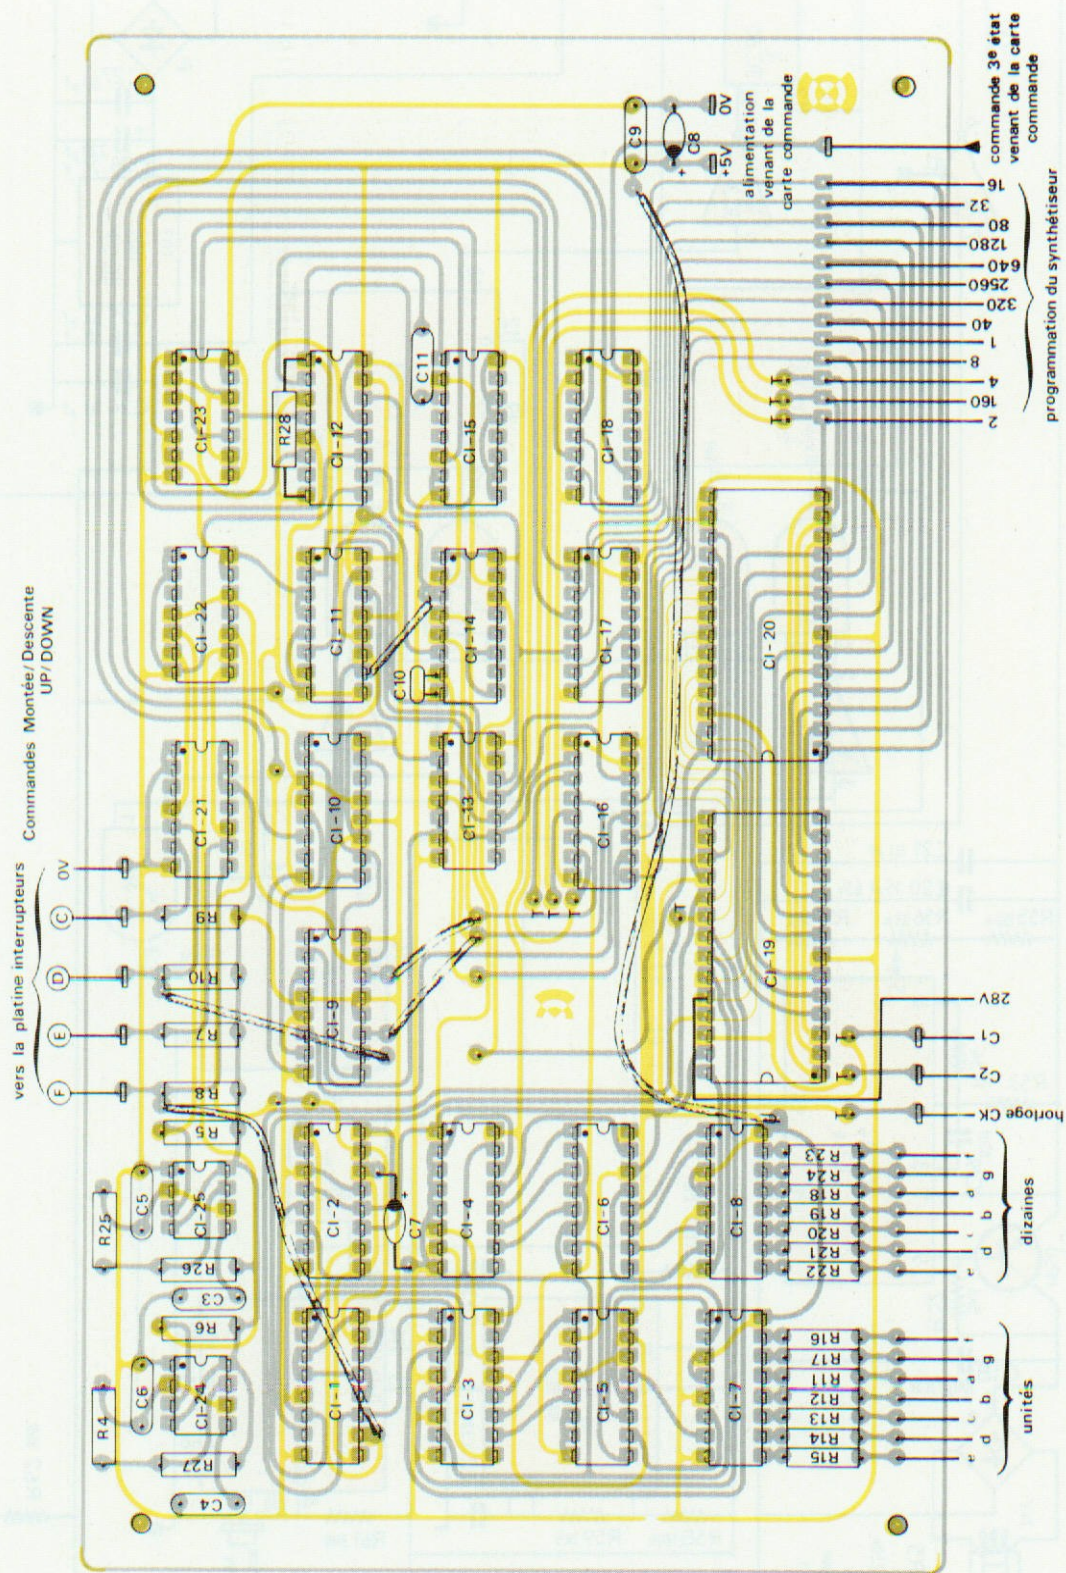 vers la platine interrupteurs
Commandes Montée/Descente
UP/DOWN
F
E
D
C
0V
R8
R7
R10
R9
R5
R4
C6
R27
C4
CI-24
R6
C3
R26
R25
C5
CI-25
CI-21
CI-22
CI-23
CI-1
CI-2
CI-9
CI-10
CI-11
CI-12
R28
C7
+
C10
C11
CI-3
CI-4
CI-13
CI-14
CI-15
CI-5
CI-6
CI-16
CI-17
CI-18
T
T
T
T
C9
C8
+
0V
+5V
alimentation
venant de la
carte commande
commande 3e état
venant de la carte
commande
CI-7
CI-8
CI-19
CI-20
R15
R14
R13
R12
R11
R17
R16
R22
R21
R20
R19
R18
R24
R23
e
d
c
b
a
g
f
unités
e
d
c
b
a
g
f
dizaines
horloge CK
C2
C1
28V
T
T
T
T
T
T
2
160
4
8
1
40
320
2560
640
1280
80
32
16
programmation du synthétiseur